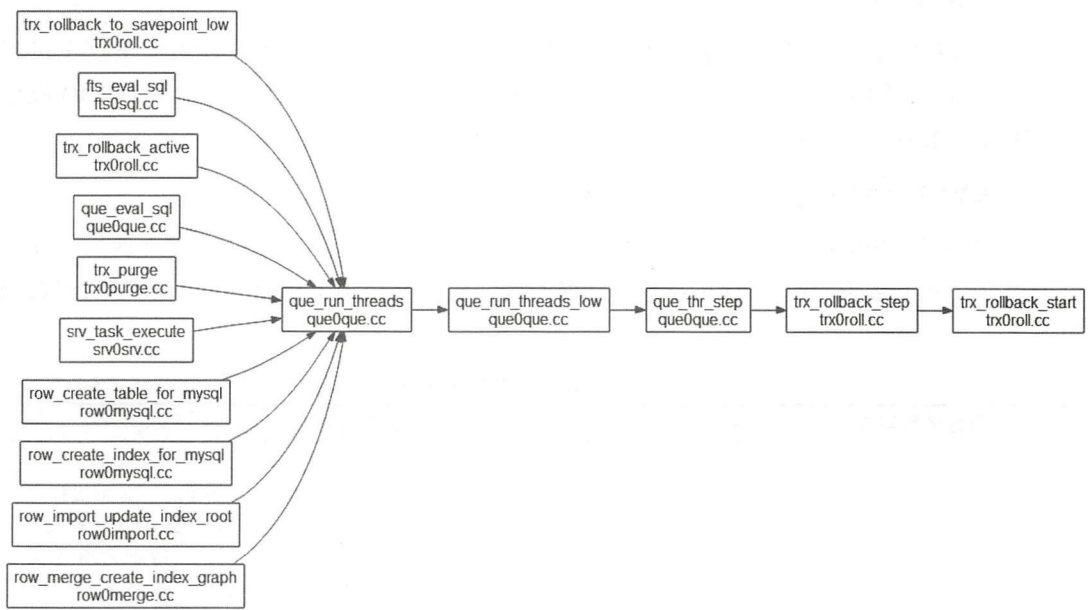 trx_rollback_to_savepoint_low
trx0roll.cc
fts_eval_sql
fts0sql.cc
trx_rollback_active
trx0roll.cc
que_eval_sql
que0que.cc
trx_purge
trx0purge.cc
srv_task_execute
srv0srv.cc
row_create_table_for_mysql
row0mysql.cc
row_create_index_for_mysql
row0mysql.cc
row_import_update_index_root
row0import.cc
row_merge_create_index_graph
row0merge.cc
que_run_threads
que0que.cc
que_run_threads_low
que0que.cc
que_thr_step
que0que.cc
trx_rollback_step
trx0roll.cc
trx_rollback_start
trx0roll.cc